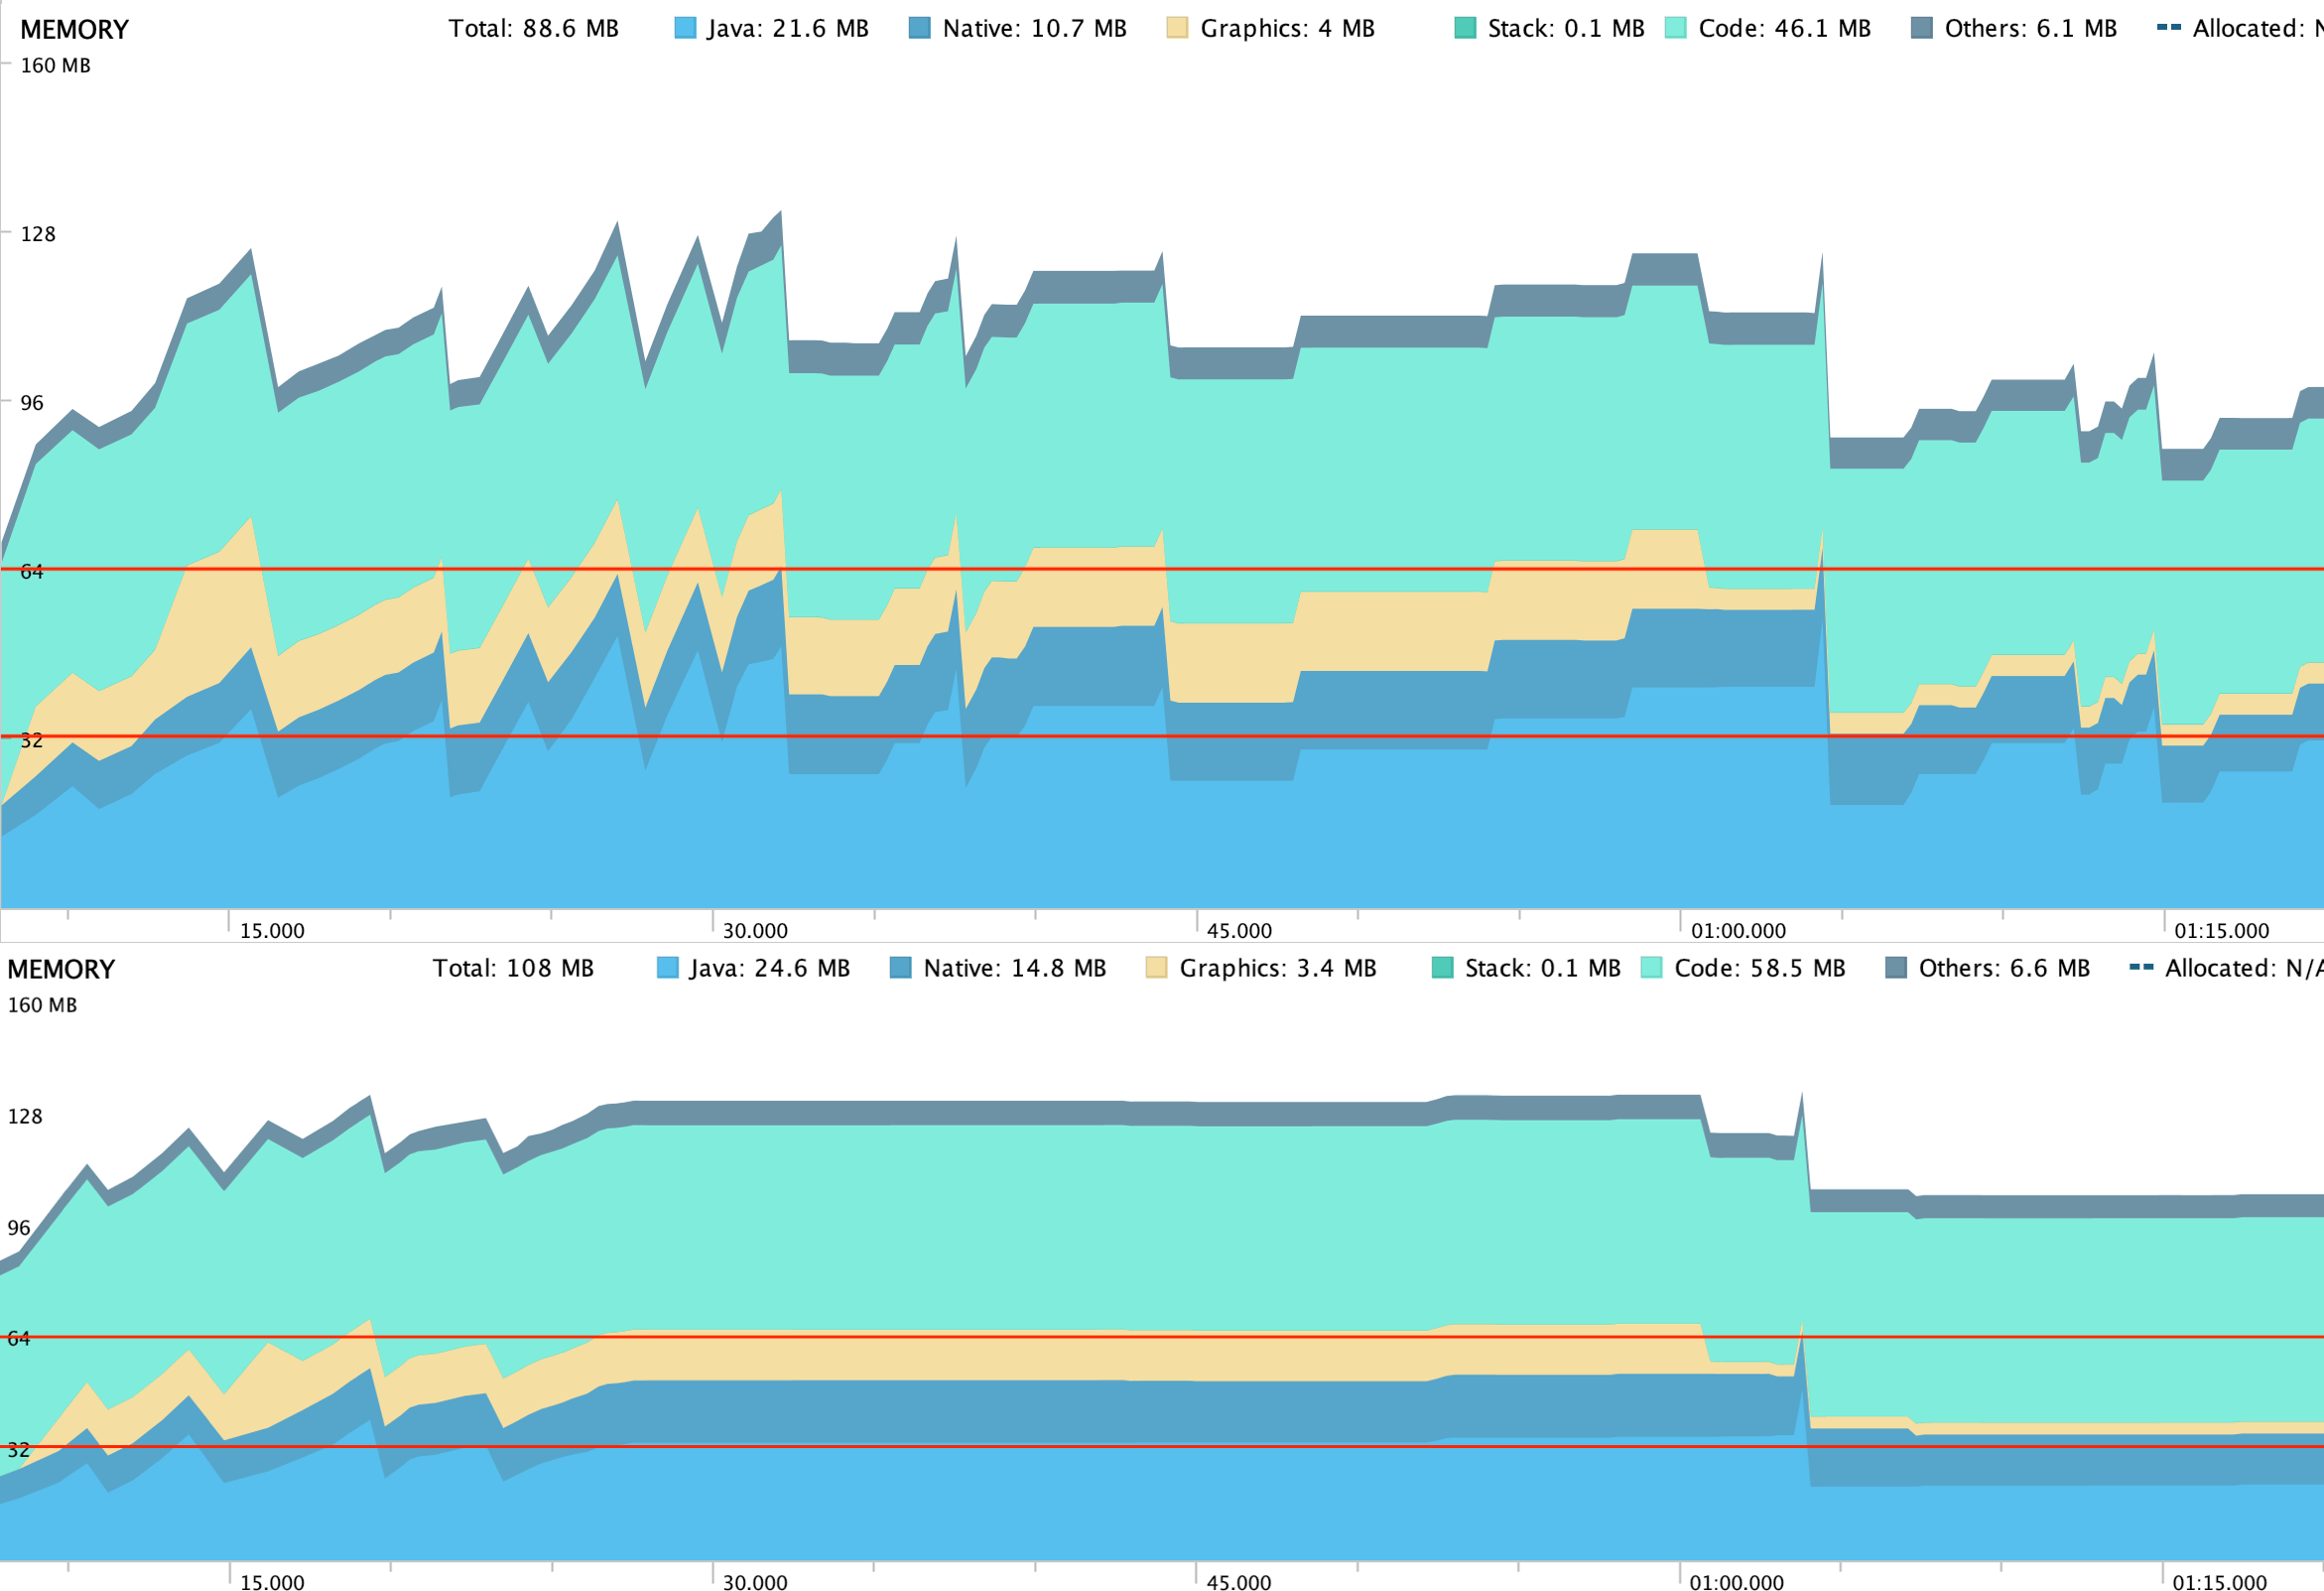 MEMORY Total: 88.6 MB Java: 21.6 MB Native: 10.7 MB Graphics: 4 MB Stack: 0.1 MB Code: 46.1 MB Others: 6.1 MB Allocated: N
160 MB
128
96
64
32
15.000 30.000 45.000 01:00.000 01:15.000
MEMORY Total: 108 MB Java: 24.6 MB Native: 14.8 MB Graphics: 3.4 MB Stack: 0.1 MB Code: 58.5 MB Others: 6.6 MB Allocated: N/A
160 MB
128
96
64
32
15.000 30.000 45.000 01:00.000 01:15.000